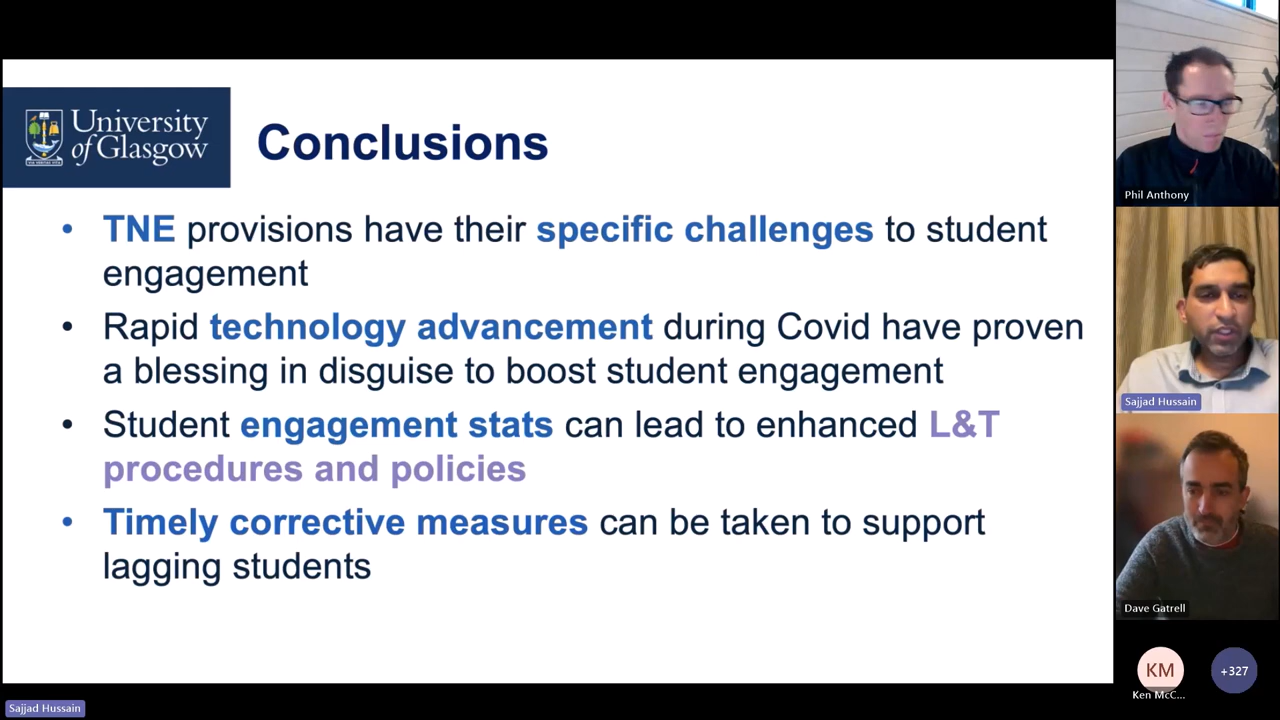 University
of Glasgow
Conclusions
• TNE provisions have their specific challenges to student
engagement
• Rapid technology advancement during Covid have proven
a blessing in disguise to boost student engagement
• Student engagement stats can lead to enhanced L&T
procedures and policies
• Timely corrective measures can be taken to support
lagging students
Phil Anthony
Sajjad Hussain
Dave Gatrell
KM
Ken McC...
+327
Sajjad Hussain